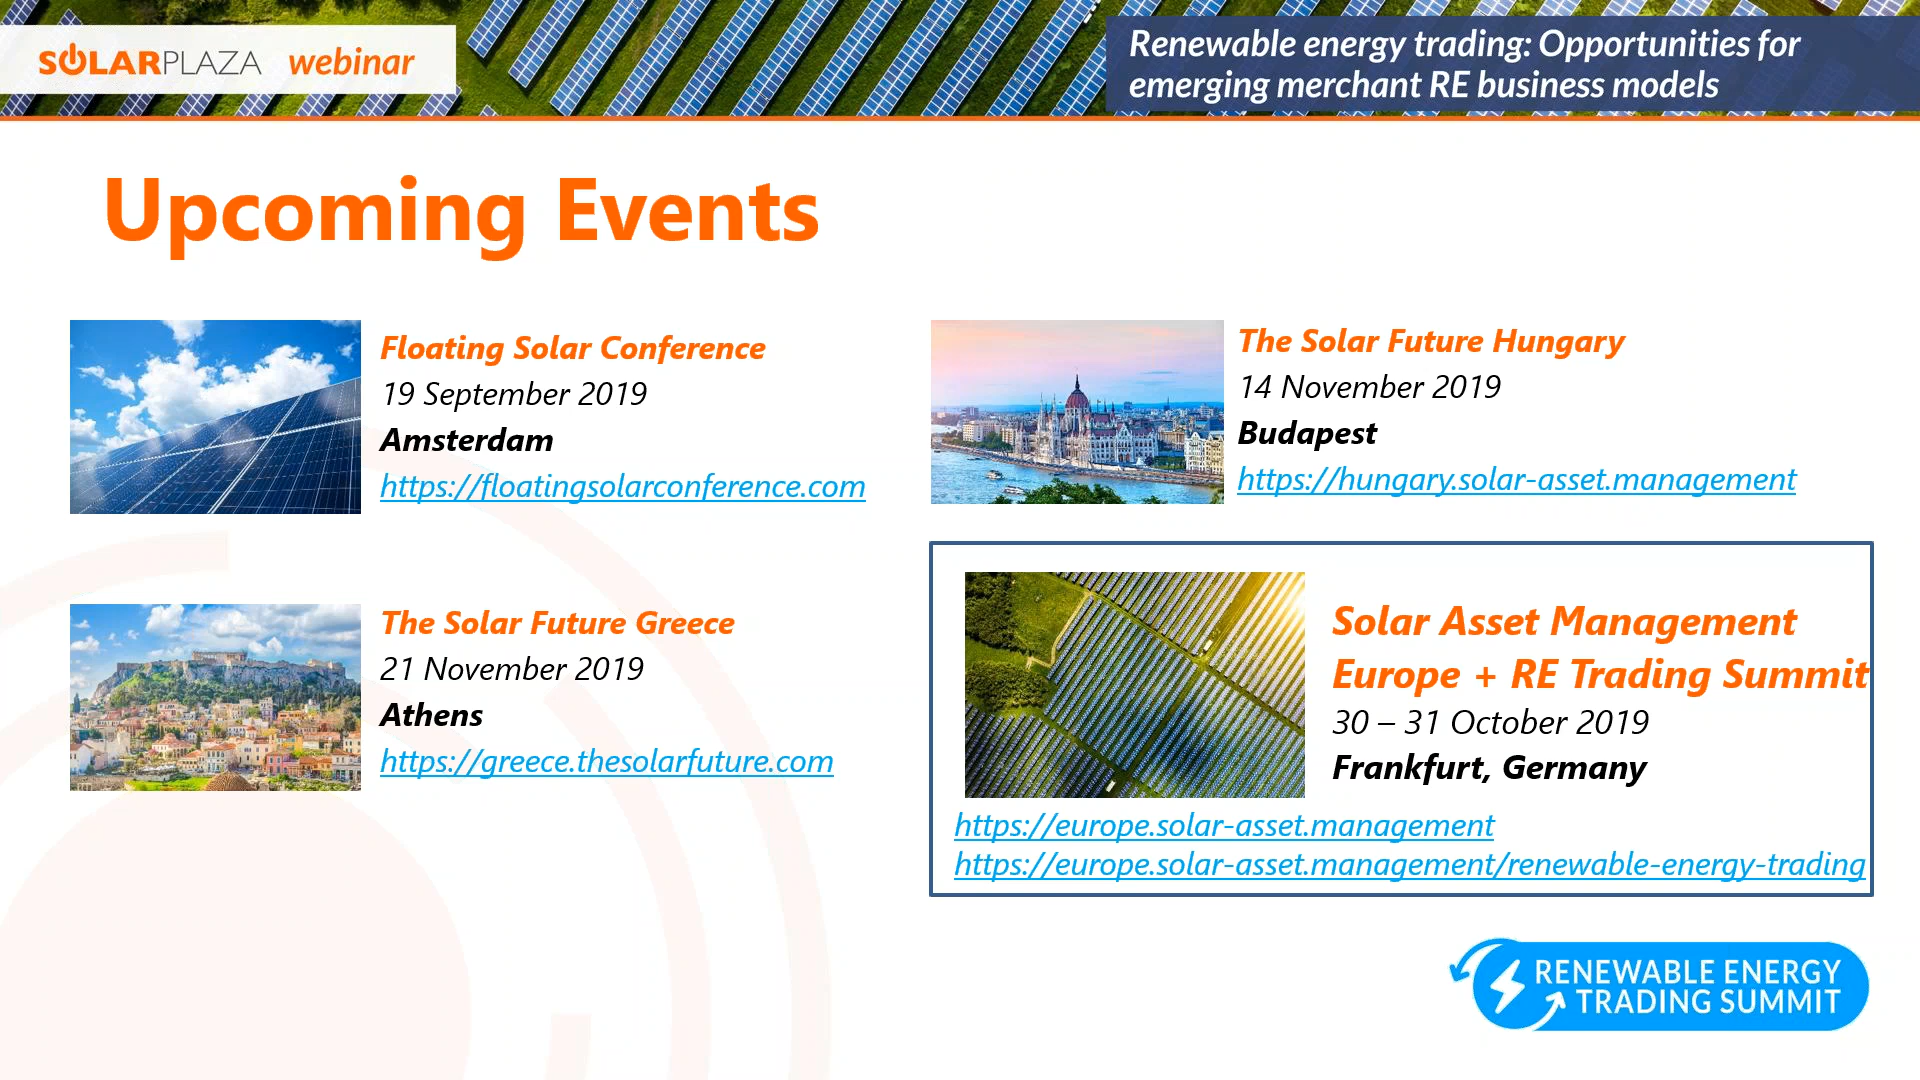 SOLARPLAZA webinar
Renewable energy trading: Opportunities for
emerging merchant RE business models
Upcoming Events
Floating Solar Conference
19 September 2019
Amsterdam
https://floatingsolarconference.com
The Solar Future Hungary
14 November 2019
Budapest
https://hungary.solar-asset.management
The Solar Future Greece
21 November 2019
Athens
https://greece.thesolarfuture.com
Solar Asset Management
Europe + RE Trading Summit
30 – 31 October 2019
Frankfurt, Germany
https://europe.solar-asset.management
https://europe.solar-asset.management/renewable-energy-trading
RENEWABLE ENERGY
TRADING SUMMIT